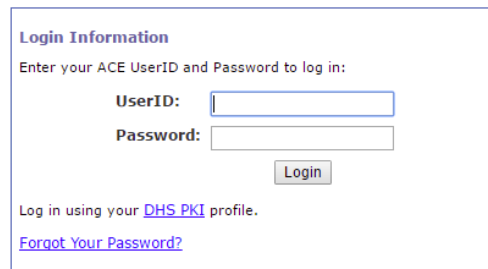 Login Information
Enter your ACE UserID and Password to log in:
UserID:
Password:
Login
Log in using your DHS PKI profile.
Forgot Your Password?